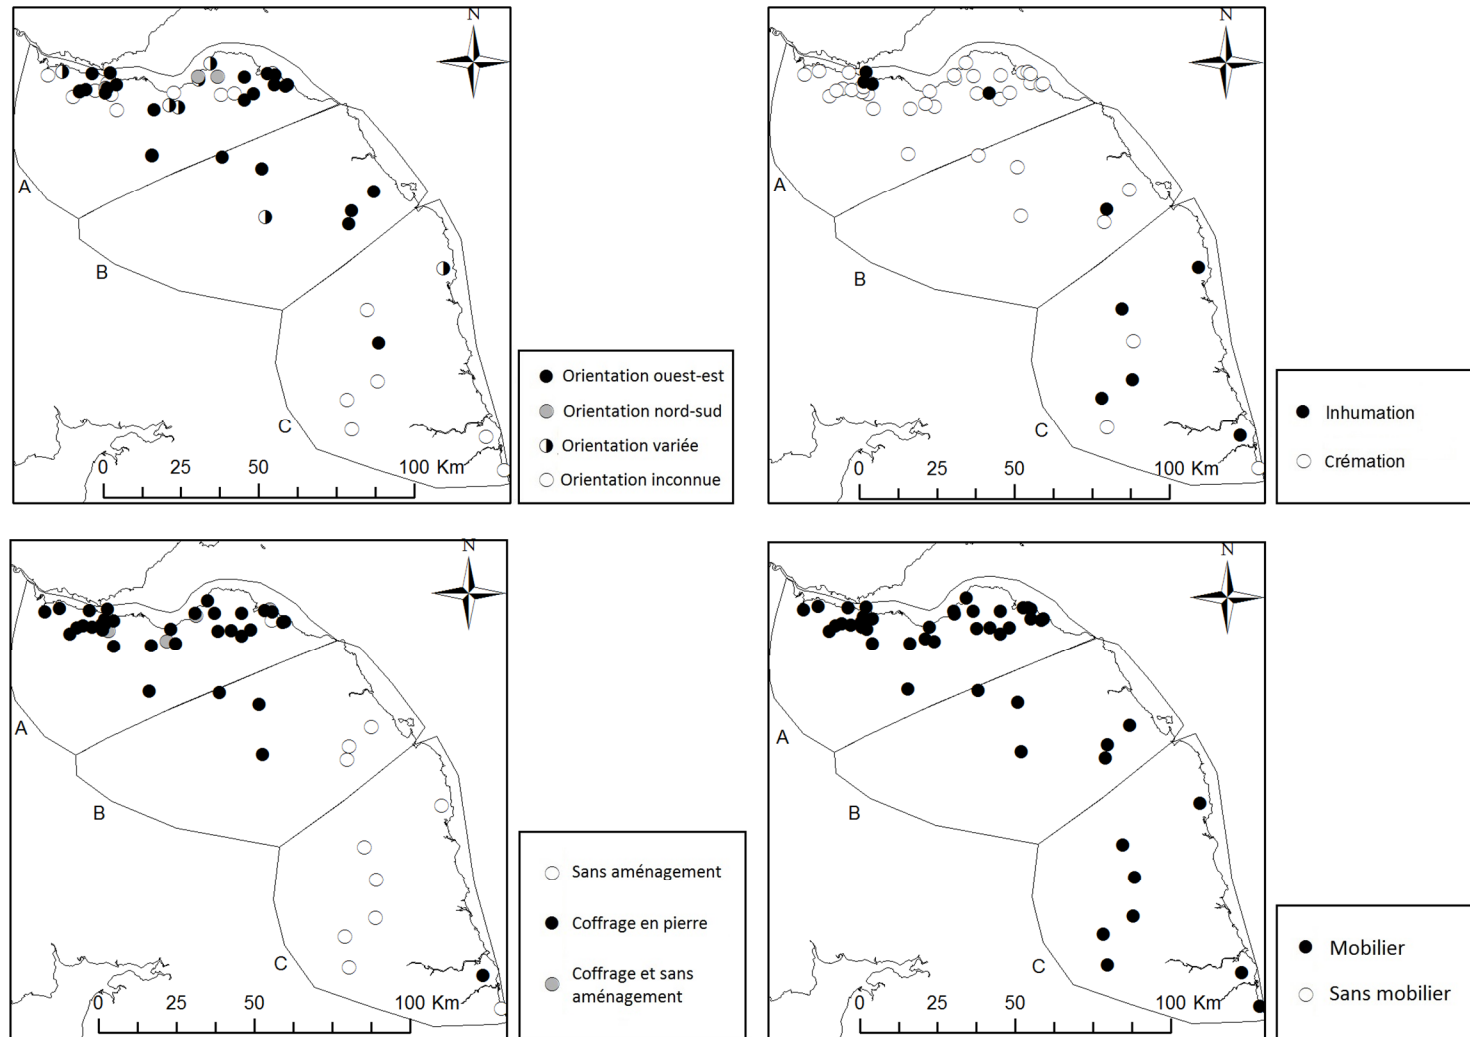 N
A
B
C
0 25 50 100 Km
Orientation ouest-est
Orientation nord-sud
Orientation variée
Orientation inconnue
N
A
B
C
0 25 50 100 Km
Inhumation
Crémation
N
A
B
C
0 25 50 100 Km
Sans aménagement
Coffrage en pierre
Coffrage et sans
aménagement
N
A
B
C
0 25 50 100 Km
Mobilier
Sans mobilier